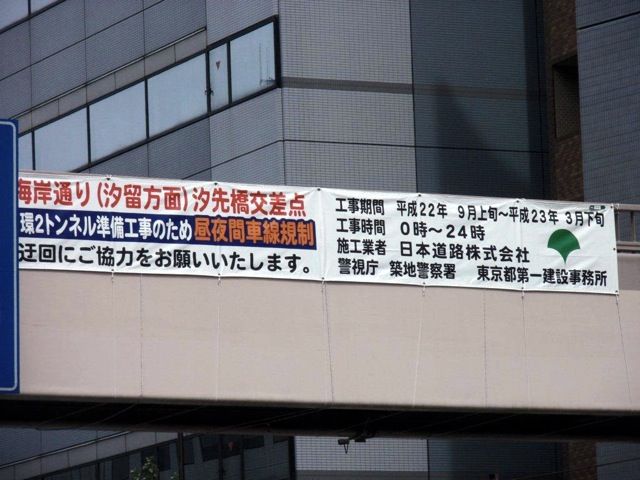 海岸通り(汐留方面)汐先橋交差点
環2トンネル準備工事のため 昼夜間車線規制
迂回にご協力をお願いいたします。
工事期間 平成22年 9月上旬~平成23年 3月下旬
工事時間 0時~24時
施工業者 日本道路株式会社
警視庁 築地警察署 東京都第一建設事務所